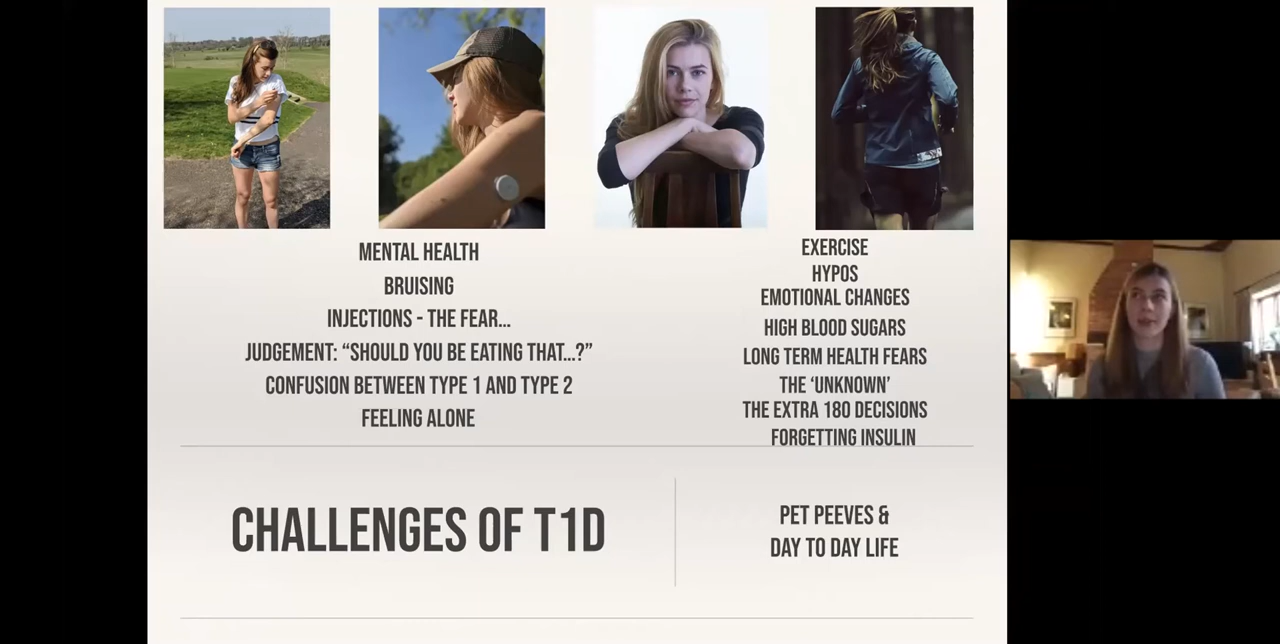 MENTAL HEALTH
BRUISING
INJECTIONS - THE FEAR...
JUDGEMENT: “SHOULD YOU BE EATING THAT...?”
CONFUSION BETWEEN TYPE 1 AND TYPE 2
FEELING ALONE
EXERCISE
HYPOS
EMOTIONAL CHANGES
HIGH BLOOD SUGARS
LONG TERM HEALTH FEARS
THE ‘UNKNOWN’
THE EXTRA 180 DECISIONS
FORGETTING INSULIN
CHALLENGES OF T1D
PET PEEVES &
DAY TO DAY LIFE